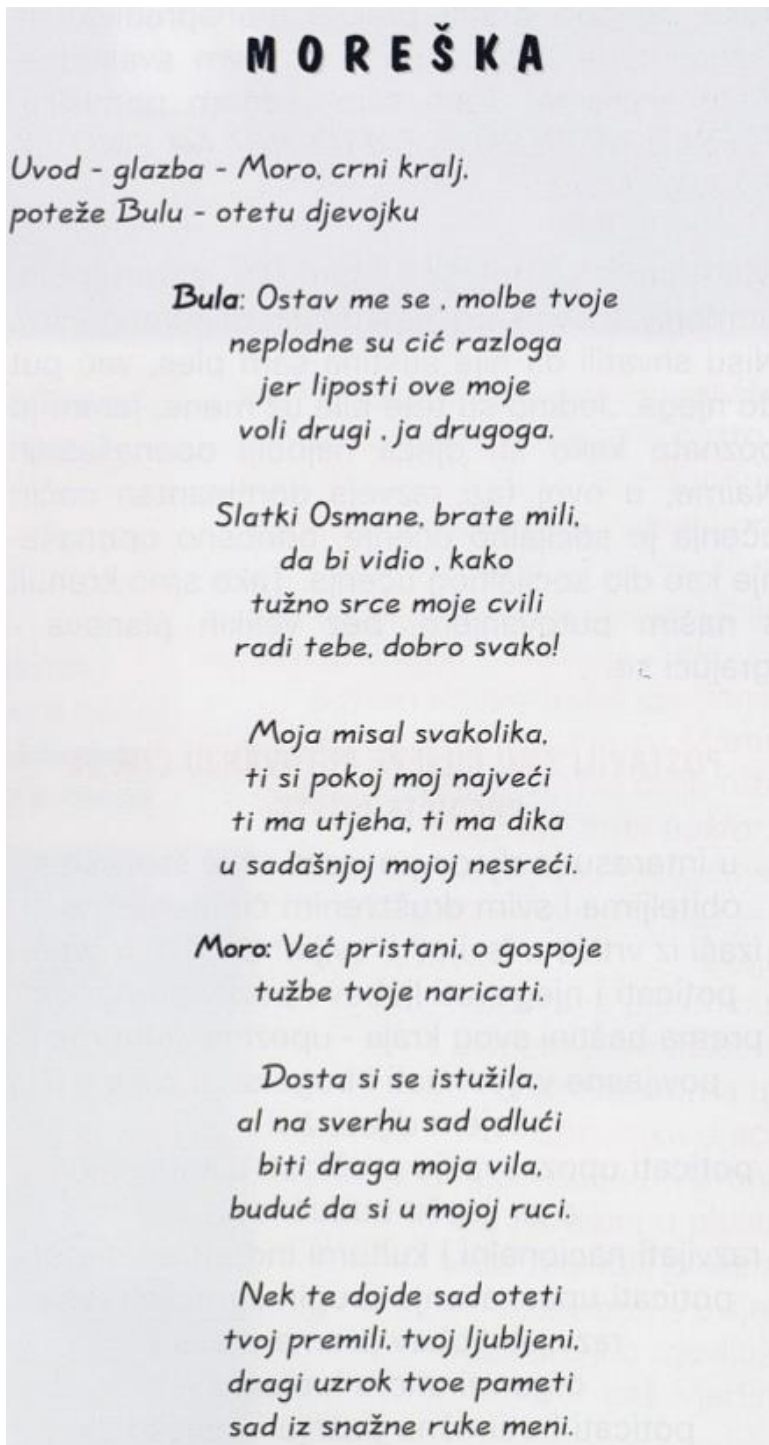 MOREŠKA
Uvod - glazba - Moro, crni kralj,
poteže Bulu - otetu djevojku
Bula: Ostav me se , molbe tvoje
neplodne su cić razloga
jer liposti ove moje
voli drugi , ja drugoga.
Slatki Osmane, brate mili,
da bi vidio , kako
tužno srce moje cvili
radi tebe, dobro svako!
Moja misal svakolika,
ti si pokoj moj najveći
ti ma utjeha, ti ma dika
u sadašnjoj mojoj nesreći.
Moro: Već pristani, o gospoje
tužbe tvoje naricati.
Dosta si se istužila,
al na sverhu sad odlući
biti draga moja vila,
buduć da si u mojoj ruci.
Nek te dojde sad oteti
tvoj premili, tvoj ljubljeni,
dragi uzrok tvoe pameti
sad iz snažne ruke meni.